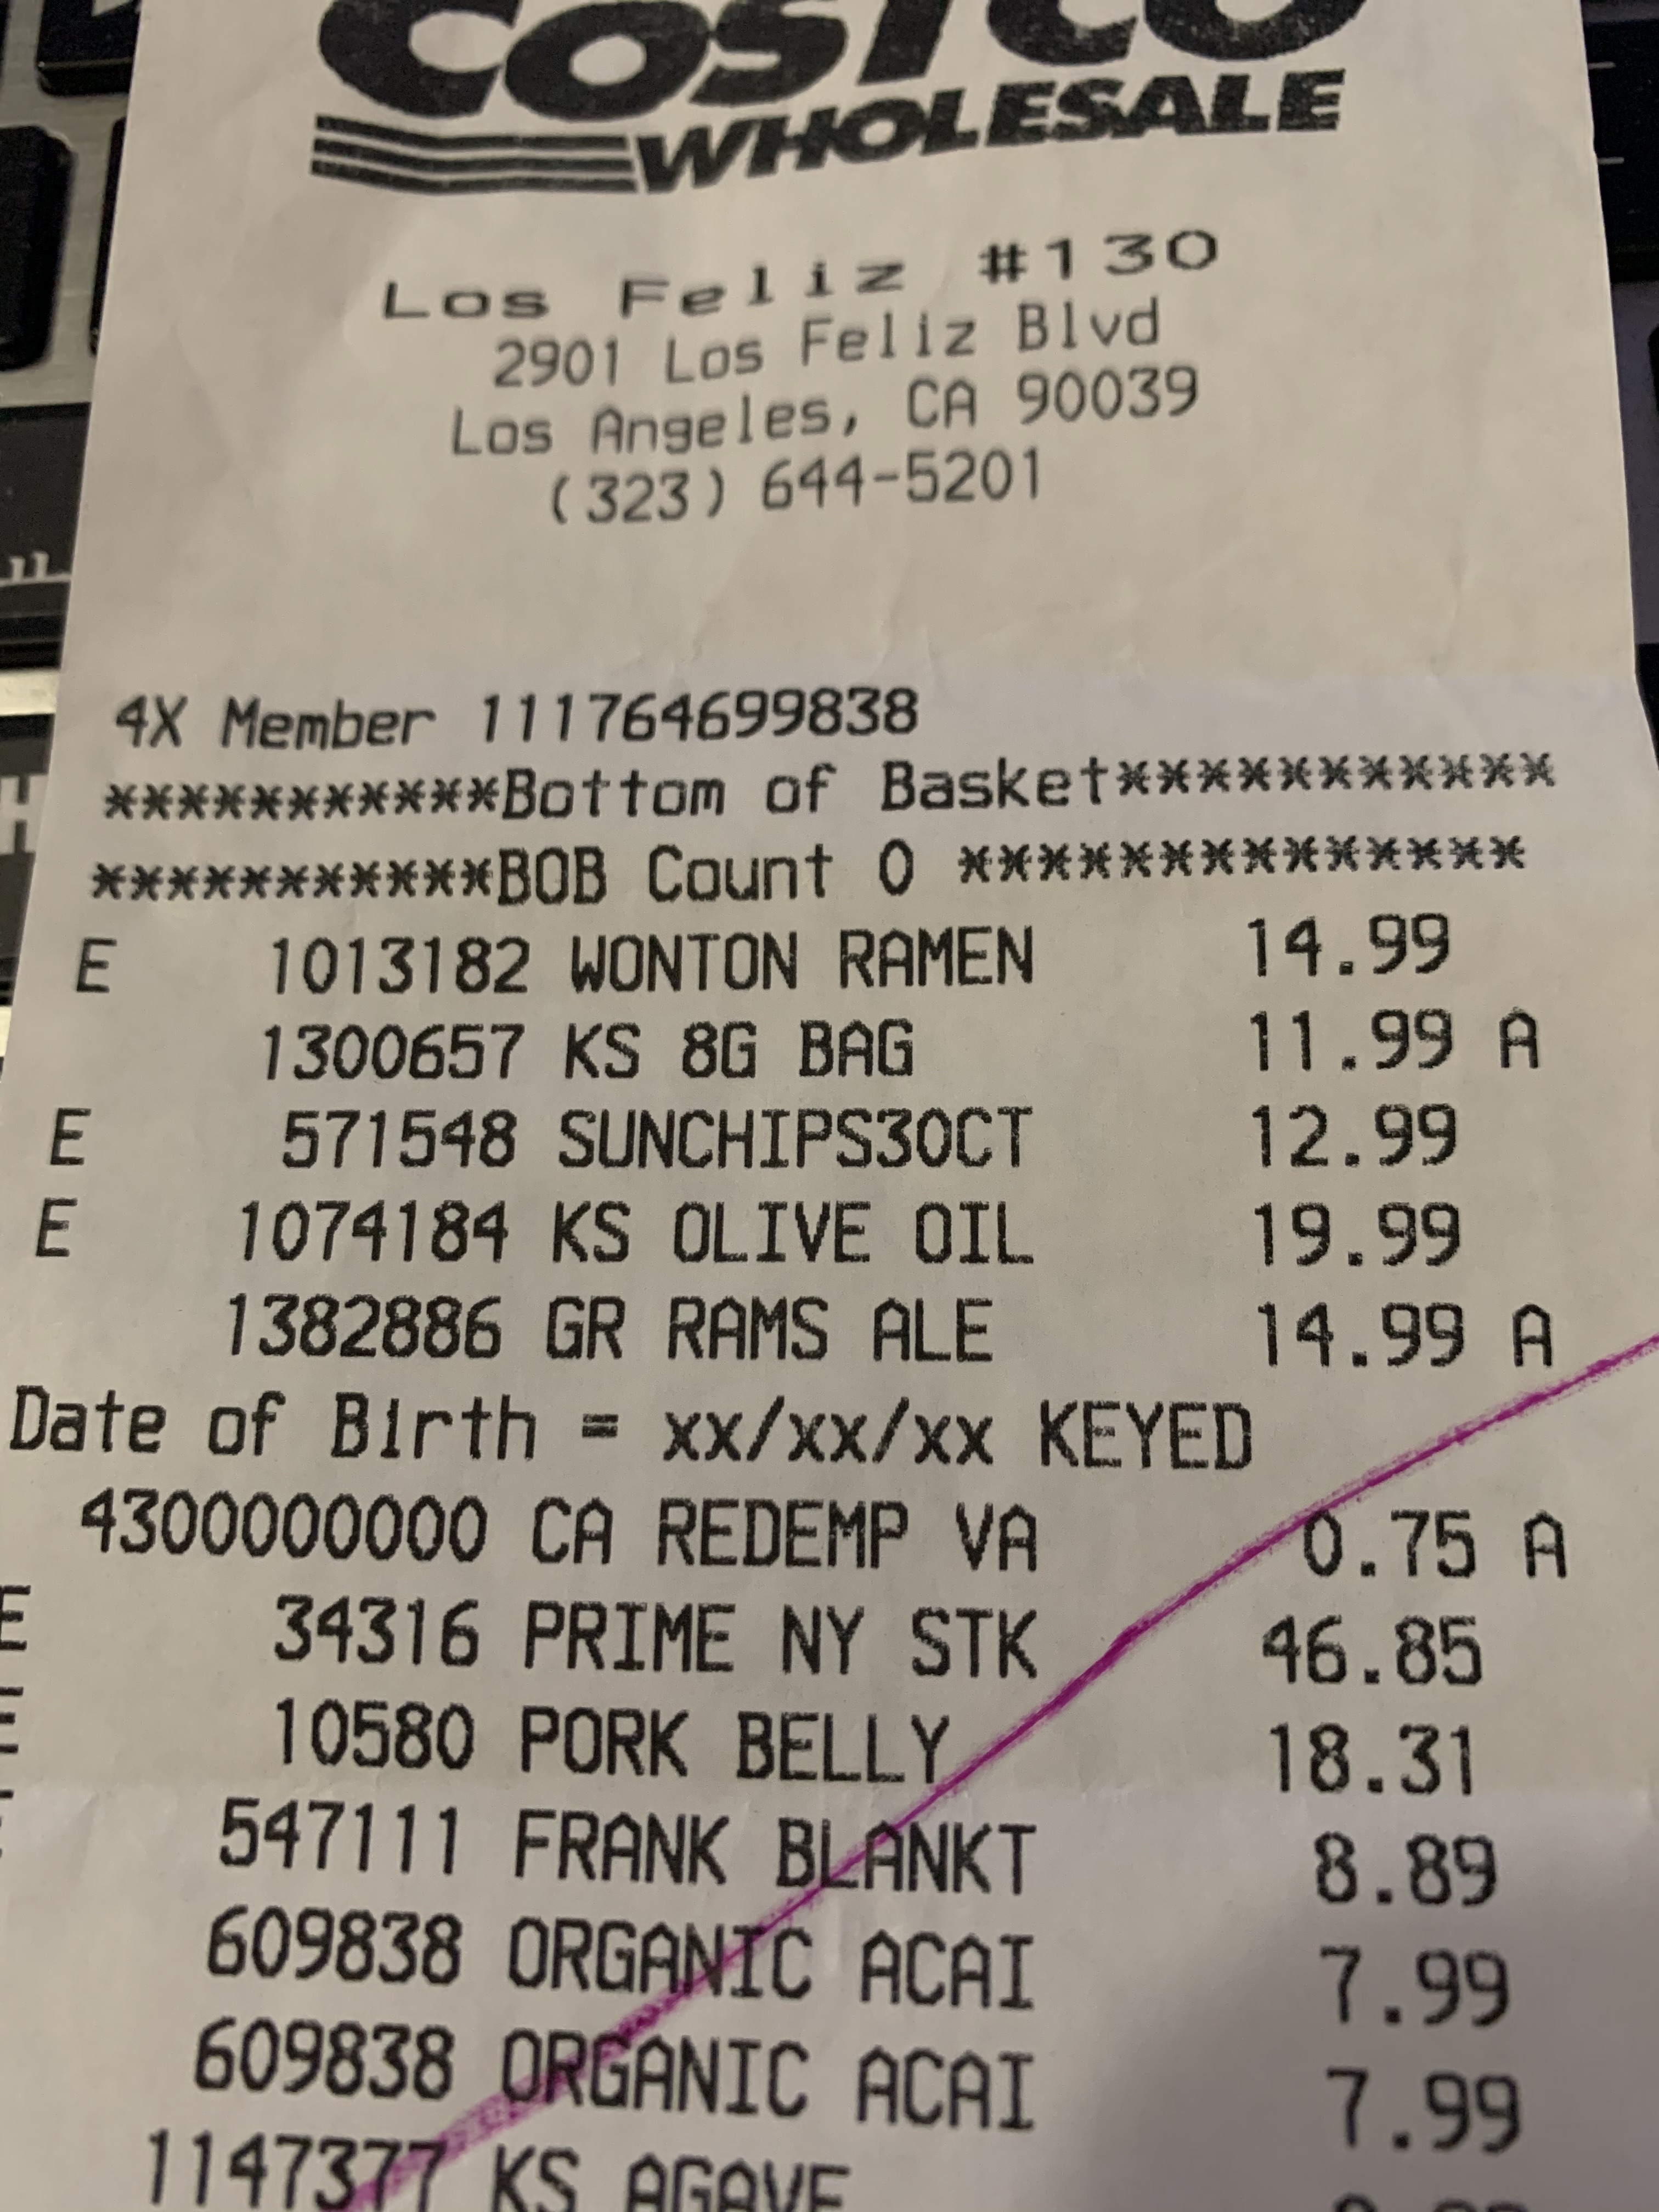 COSTCO
WHOLESALE
Los Feliz #130
2901 Los Feliz Blvd
Los Angeles, CA 90039
(323) 644-5201
4X Member 111764699838
***********Bottom of Basket************
***********BOB Count 0 **************
E 1013182 WONTON RAMEN 14.99
1300657 KS 8G BAG 11.99 A
E 571548 SUNCHIPS30CT 12.99
E 1074184 KS OLIVE OIL 19.99
1382886 GR RAMS ALE 14.99 A
Date of Birth = xx/xx/xx KEYED
4300000000 CA REDEMP VA 0.75 A
E 34316 PRIME NY STK 46.85
E 10580 PORK BELLY 18.31
547111 FRANK BLANKT 8.89
609838 ORGANIC ACAI 7.99
609838 ORGANIC ACAI 7.99
1147377 KS AGAVE